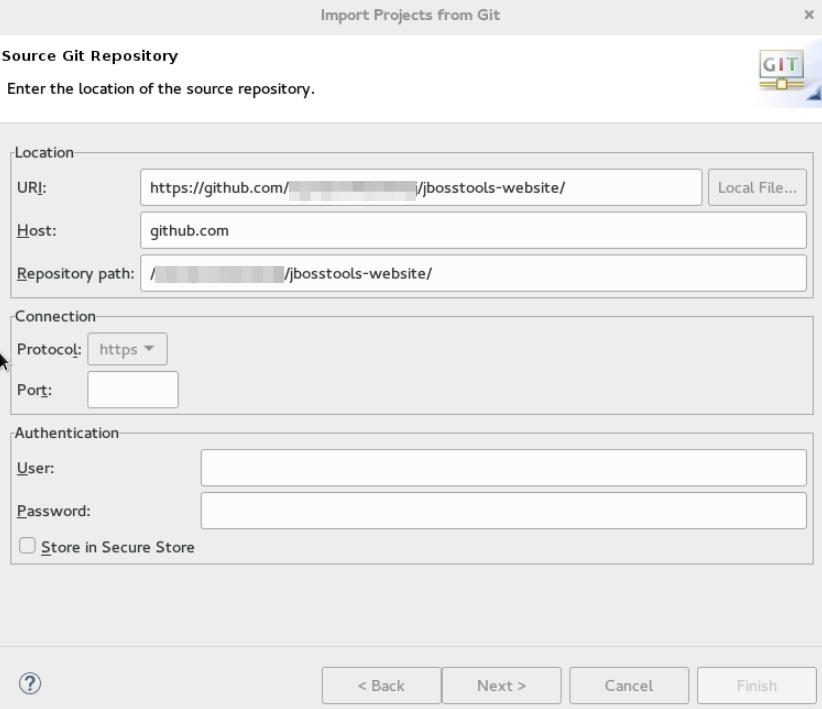 Import Projects from Git ×
Source Git Repository
Enter the location of the source repository.
GIT
Location
URI: https://github.com/ /jbosstools-website/ Local File...
Host: github.com
Repository path: / /jbosstools-website/
Connection
Protocol: https
Port:
Authentication
User:
Password:
Store in Secure Store
? < Back Next > Cancel Finish